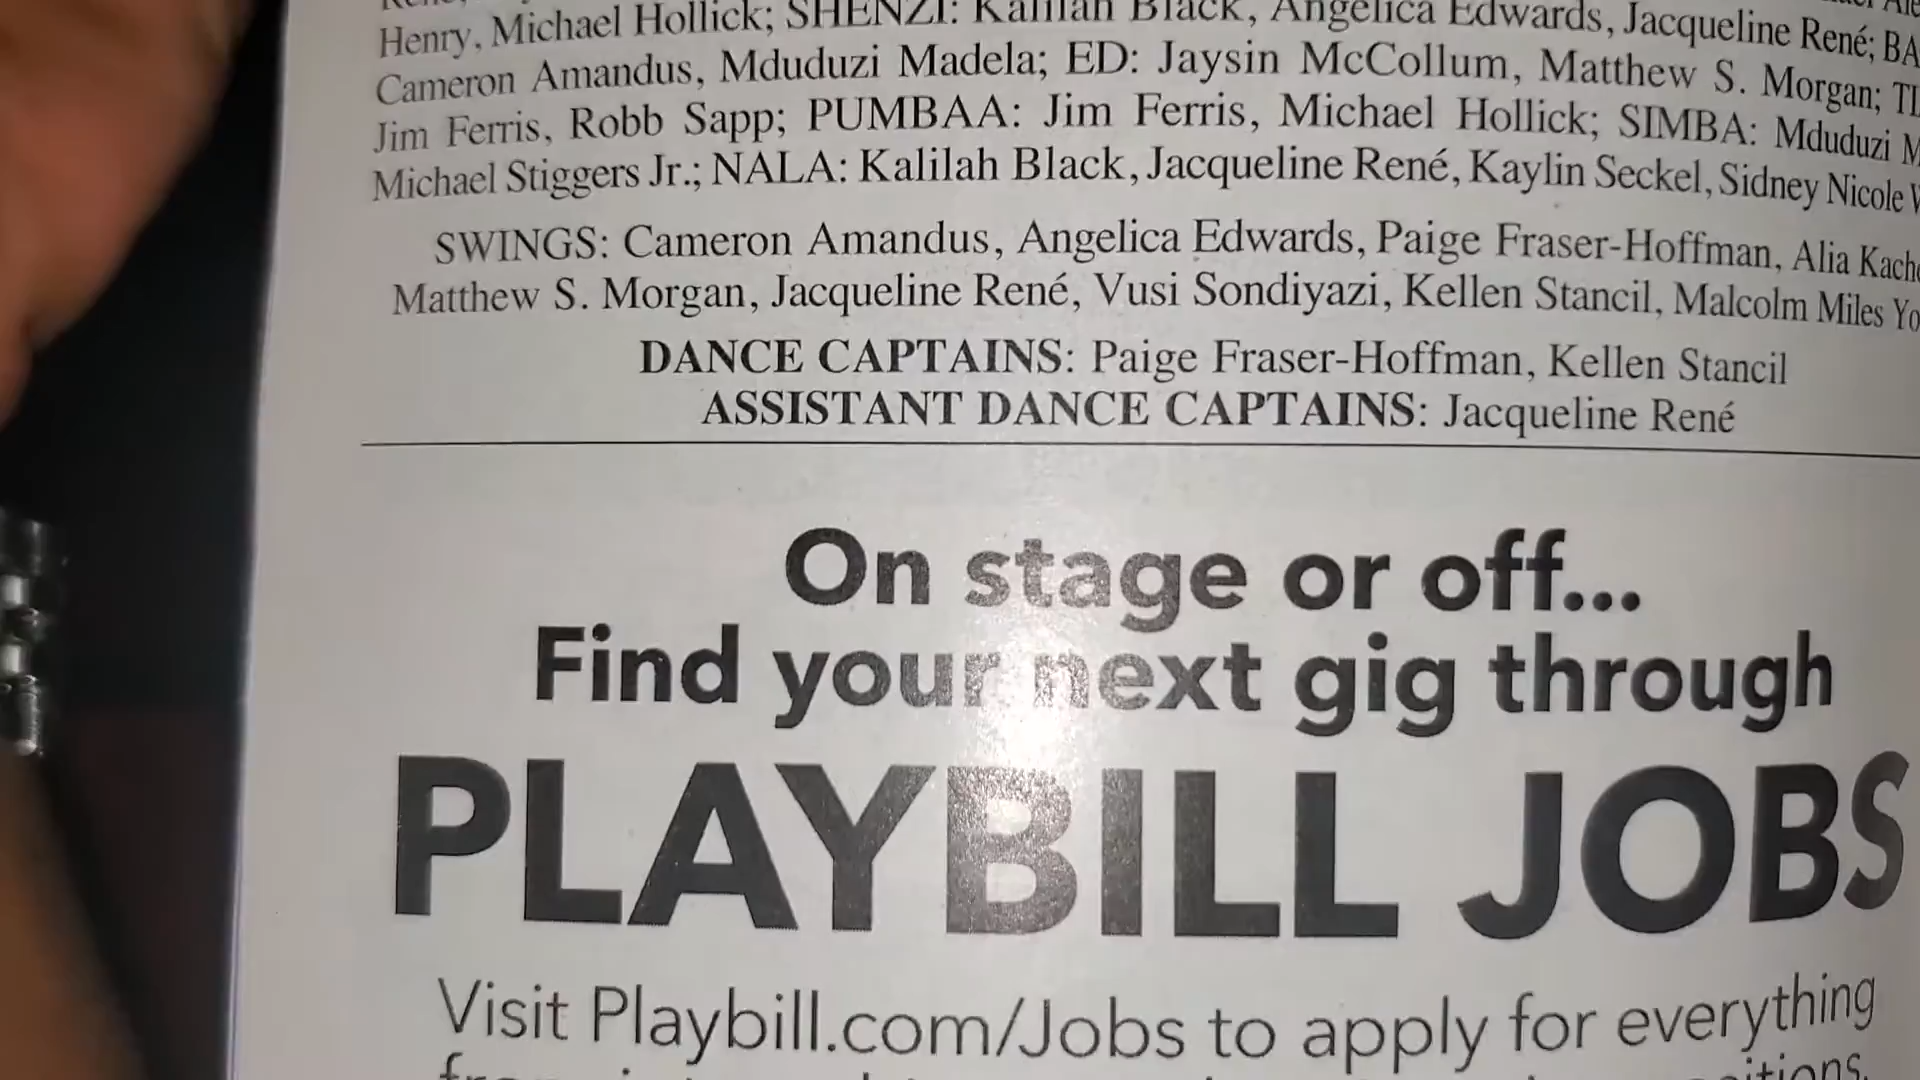 Henry, Michael Hollick; SHENZI: Kalilah Black, Angelica Edwards, Jacqueline René; BA
Cameron Amandus, Mduduzi Madela; ED: Jaysin McCollum, Matthew S. Morgan; TI
Jim Ferris, Robb Sapp; PUMBAA: Jim Ferris, Michael Hollick; SIMBA: Mduduzi M
Michael Stiggers Jr.; NALA: Kalilah Black, Jacqueline René, Kaylin Seckel, Sidney Nicole
SWINGS: Cameron Amandus, Angelica Edwards, Paige Fraser-Hoffman, Alia Kach
Matthew S. Morgan, Jacqueline René, Vusi Sondiyazi, Kellen Stancil, Malcolm Miles Yo
DANCE CAPTAINS: Paige Fraser-Hoffman, Kellen Stancil
ASSISTANT DANCE CAPTAINS: Jacqueline René
On stage or off...
Find your next gig through
PLAYBILL JOBS
Visit Playbill.com/Jobs to apply for everything